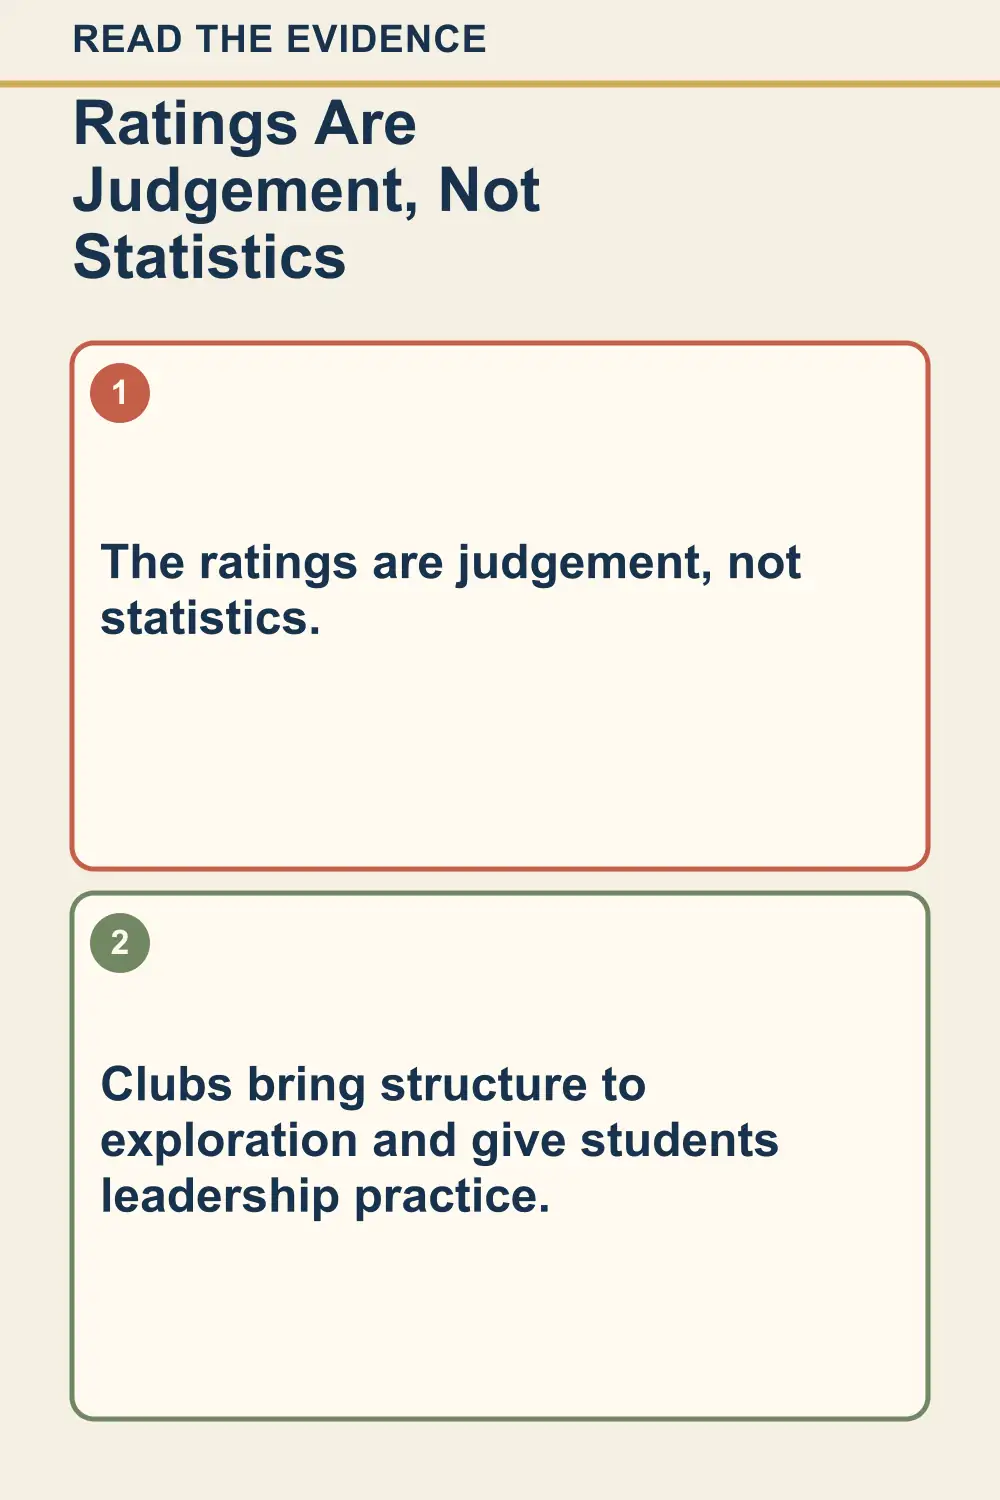 READ THE EVIDENCE
Ratings Are
Judgement, Not
Statistics
1
The ratings are judgement, not
statistics.
2
Clubs bring structure to
exploration and give students
leadership practice.